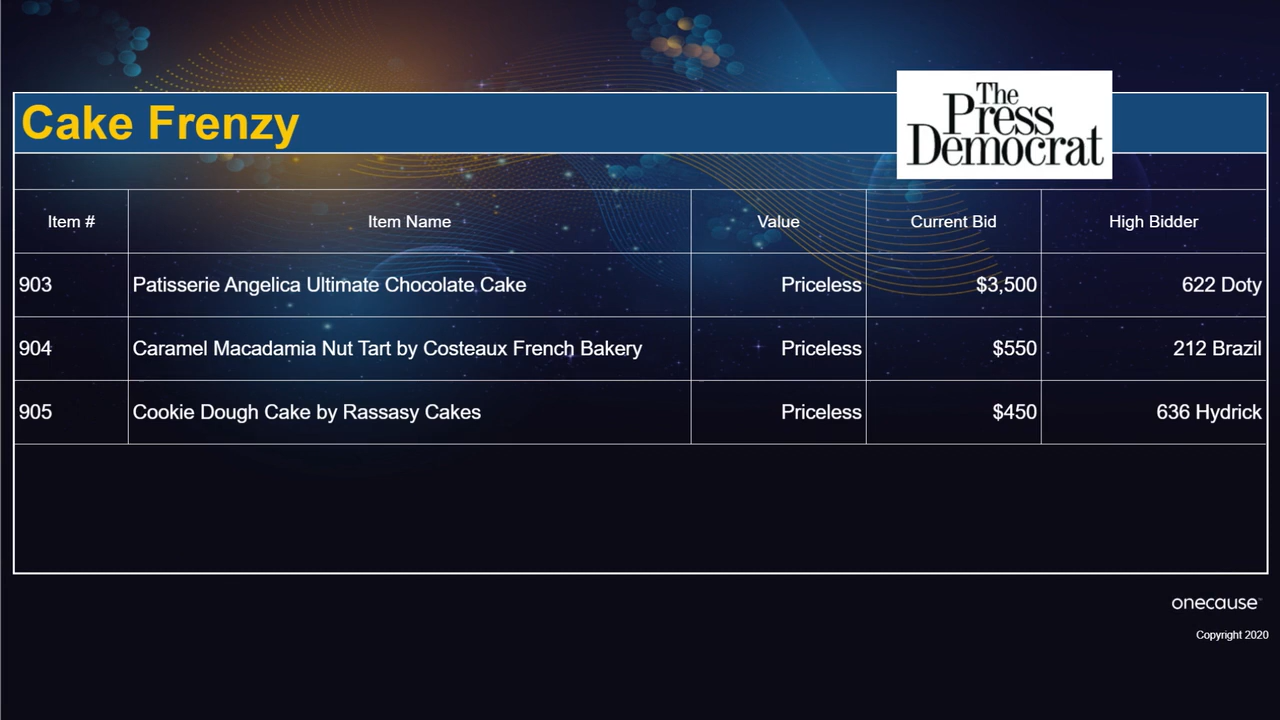 Cake Frenzy
The
Press
Democrat
Item # Item Name Value Current Bid High Bidder
903 Patisserie Angelica Ultimate Chocolate Cake Priceless $3,500 622 Doty
904 Caramel Macadamia Nut Tart by Costeaux French Bakery Priceless $550 212 Brazil
905 Cookie Dough Cake by Rassasy Cakes Priceless $450 636 Hydrick
onecause™
Copyright 2020